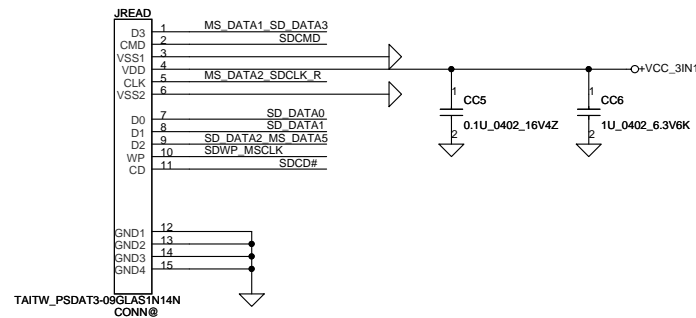 JREAD
D3 1 MS_DATA1_SD_DATA3
CMD 2 SDCMD
VSS1 3
VDD 4 +VCC_3IN1
CLK 5 MS_DATA2_SDCLK_R
VSS2 6
D0 7 SD_DATA0
D1 8 SD_DATA1
D2 9 SD_DATA2_MS_DATA5
WP 10 SDWP_MSCLK
CD 11 SDCD#
GND1 12
GND2 13
GND3 14
GND4 15
TAITW_PSDAT3-09GLAS1N14N
CONN@
1
CC5
0.1U_0402_16V4Z
2
1
CC6
1U_0402_6.3V6K
2